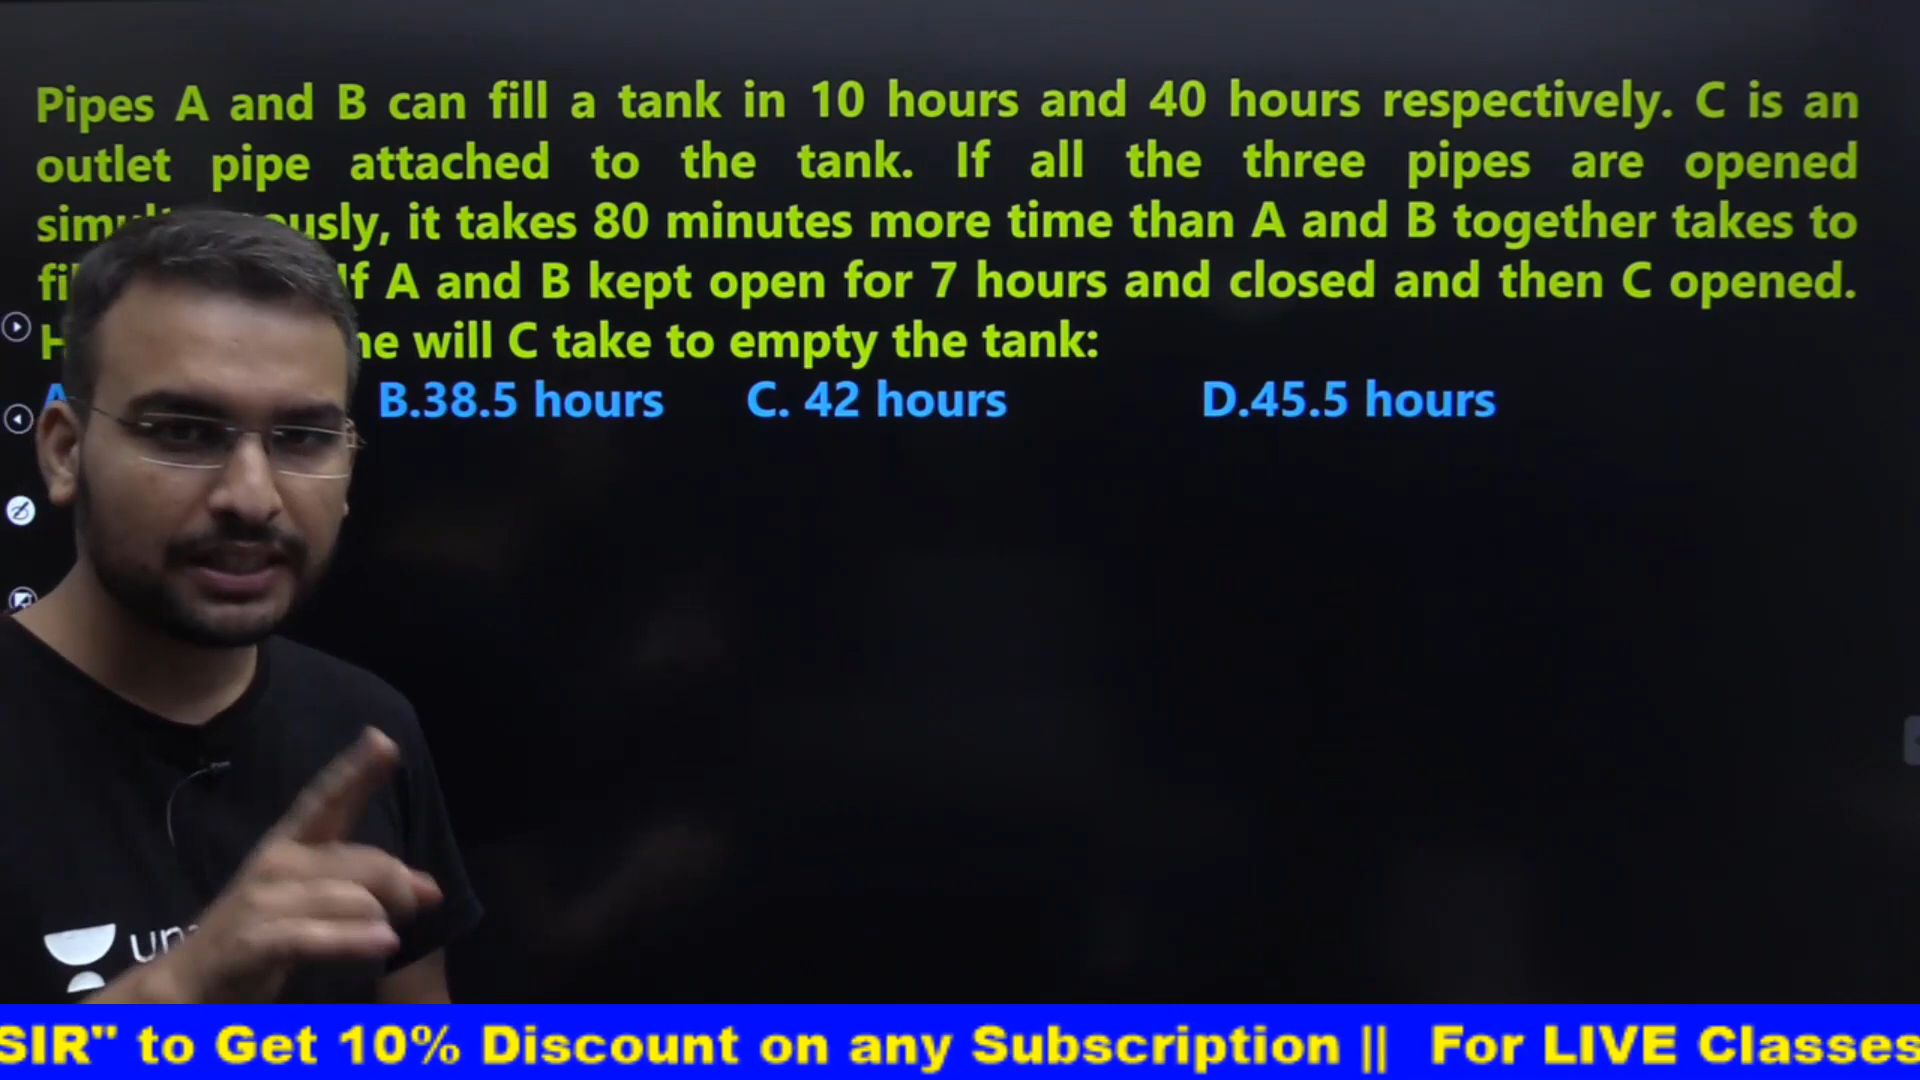 Pipes A and B can fill a tank in 10 hours and 40 hours respectively. C is an
outlet pipe attached to the tank. If all the three pipes are opened
it takes 80 minutes more time than A and B together takes to
If A and B kept open for 7 hours and closed and then C opened.
will C take to empty the tank:
B.38.5 hours C. 42 hours D.45.5 hours
SIR" to Get 10% Discount on any Subscription || For LIVE Classes